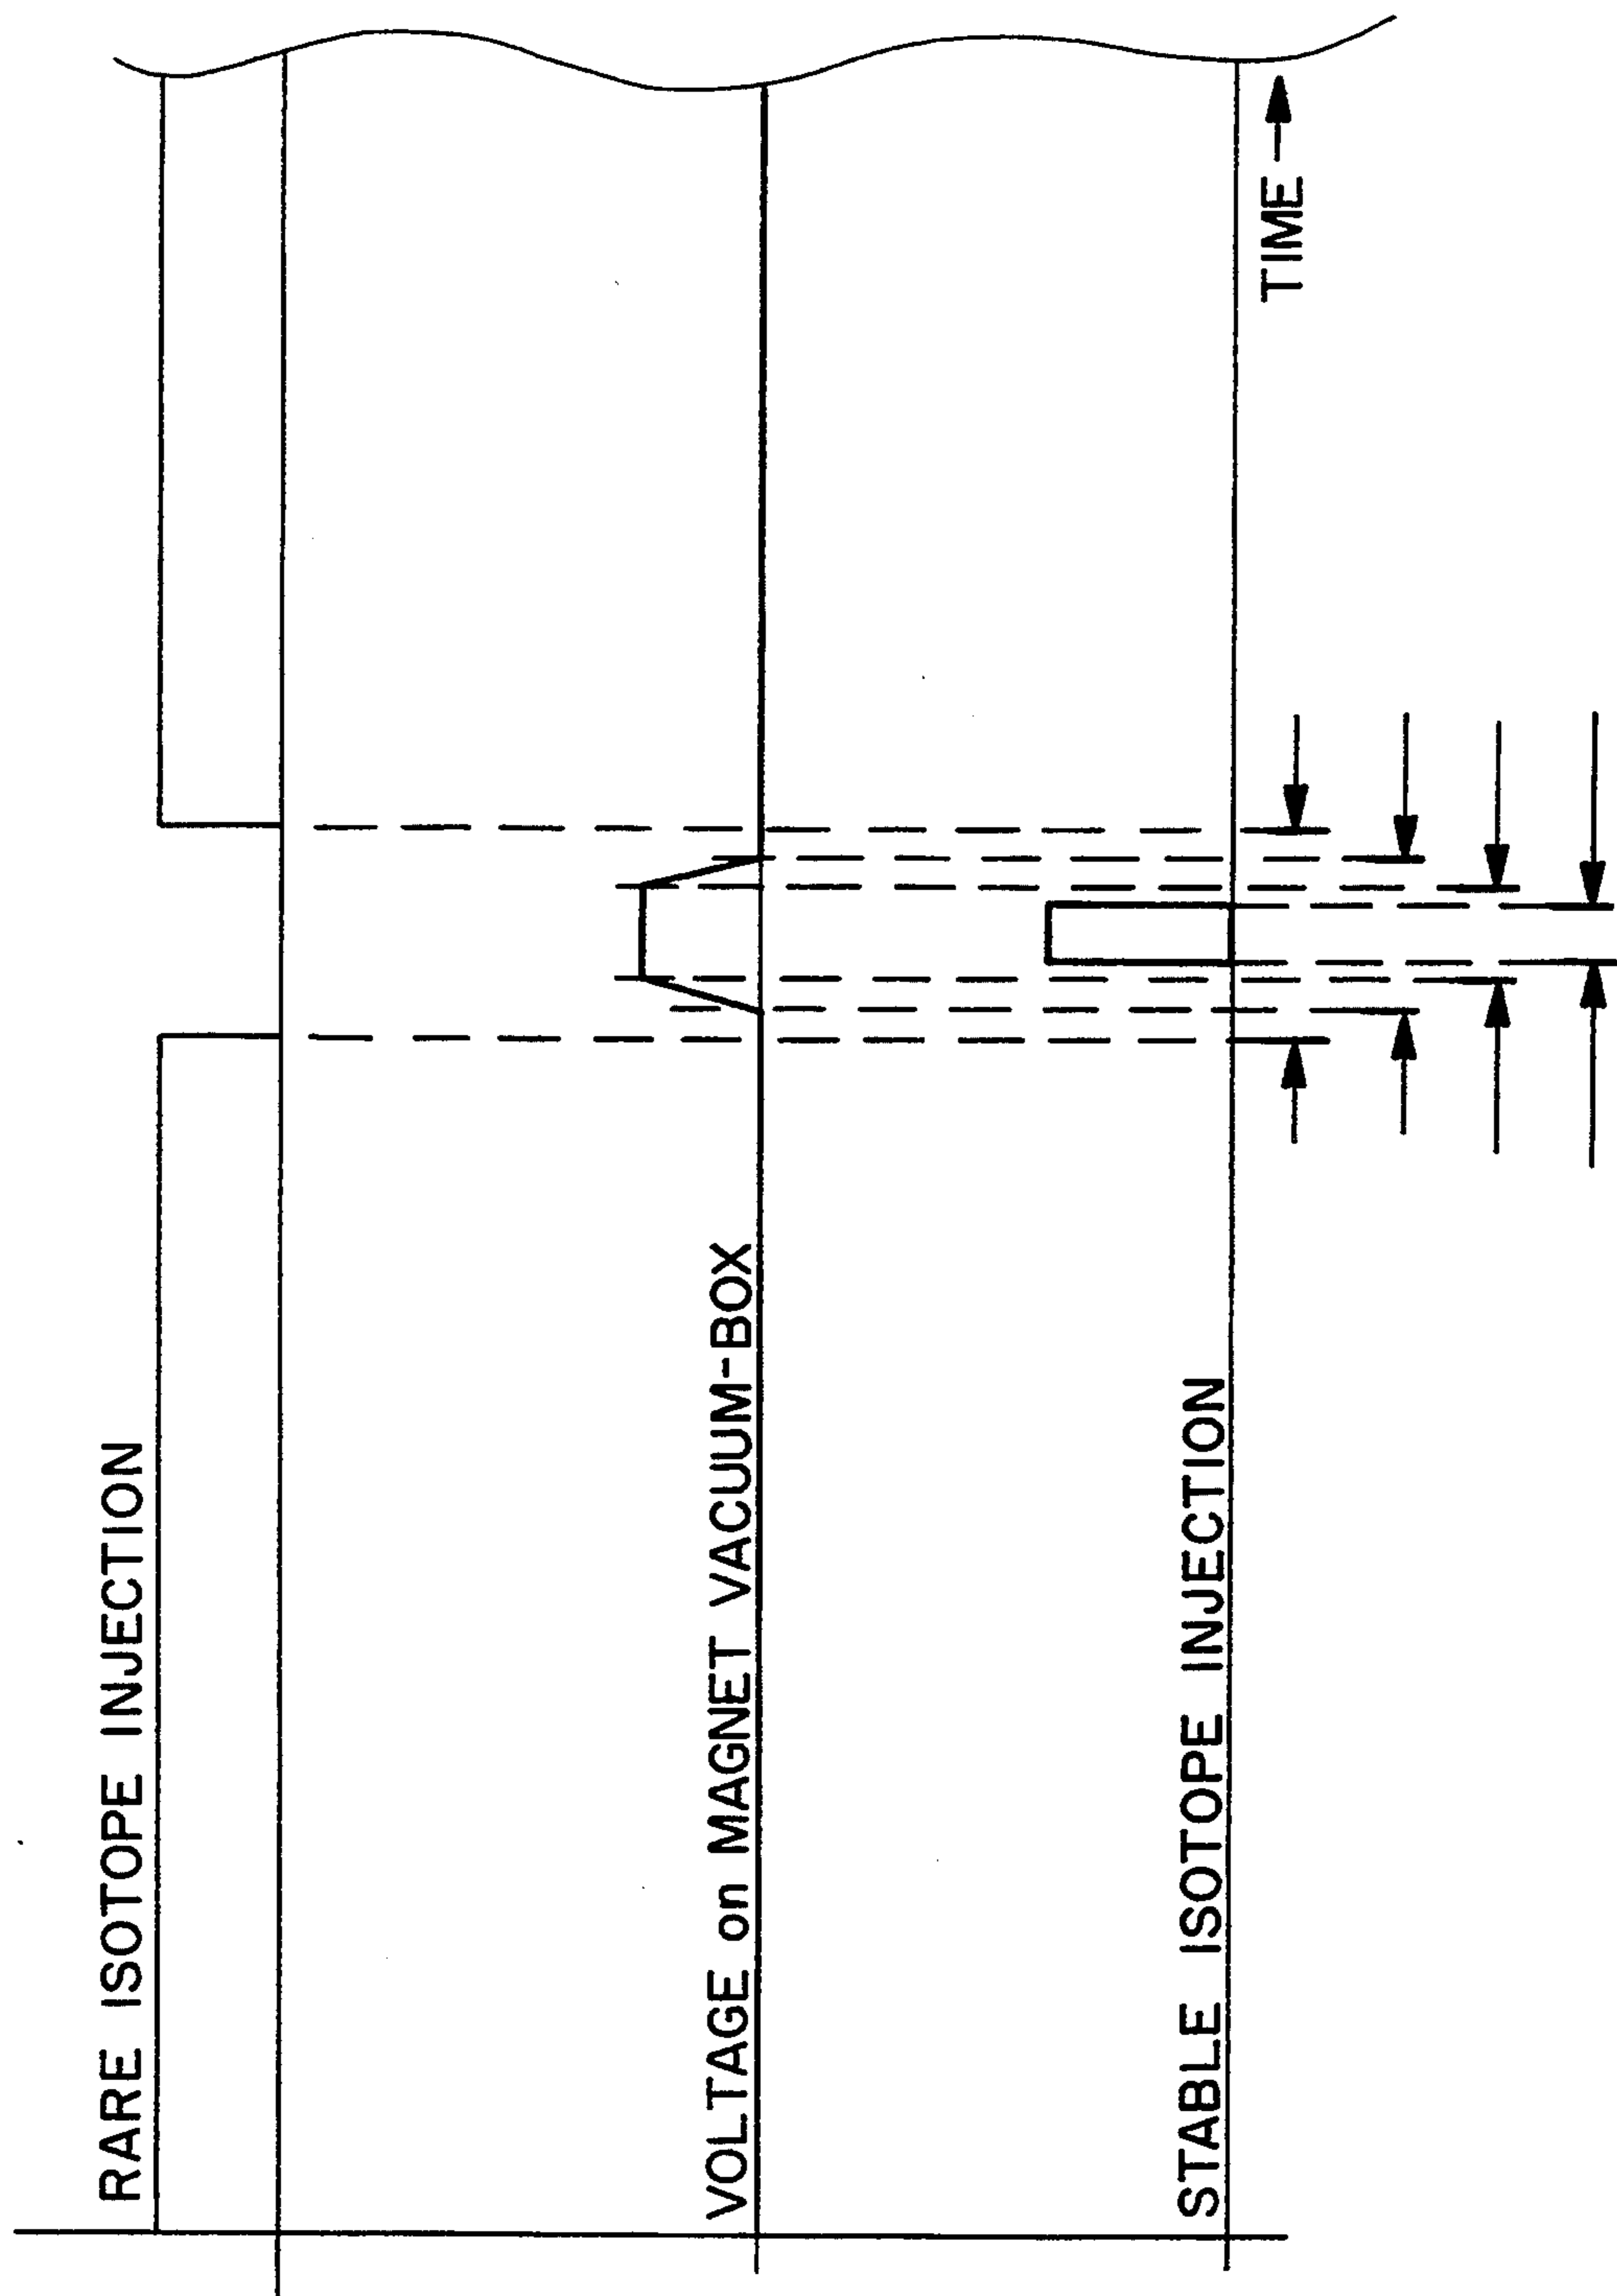 RARE ISOTOPE INJECTION
VOLTAGE on MAGNET VACUUM-BOX
STABLE ISOTOPE INJECTION
TIME